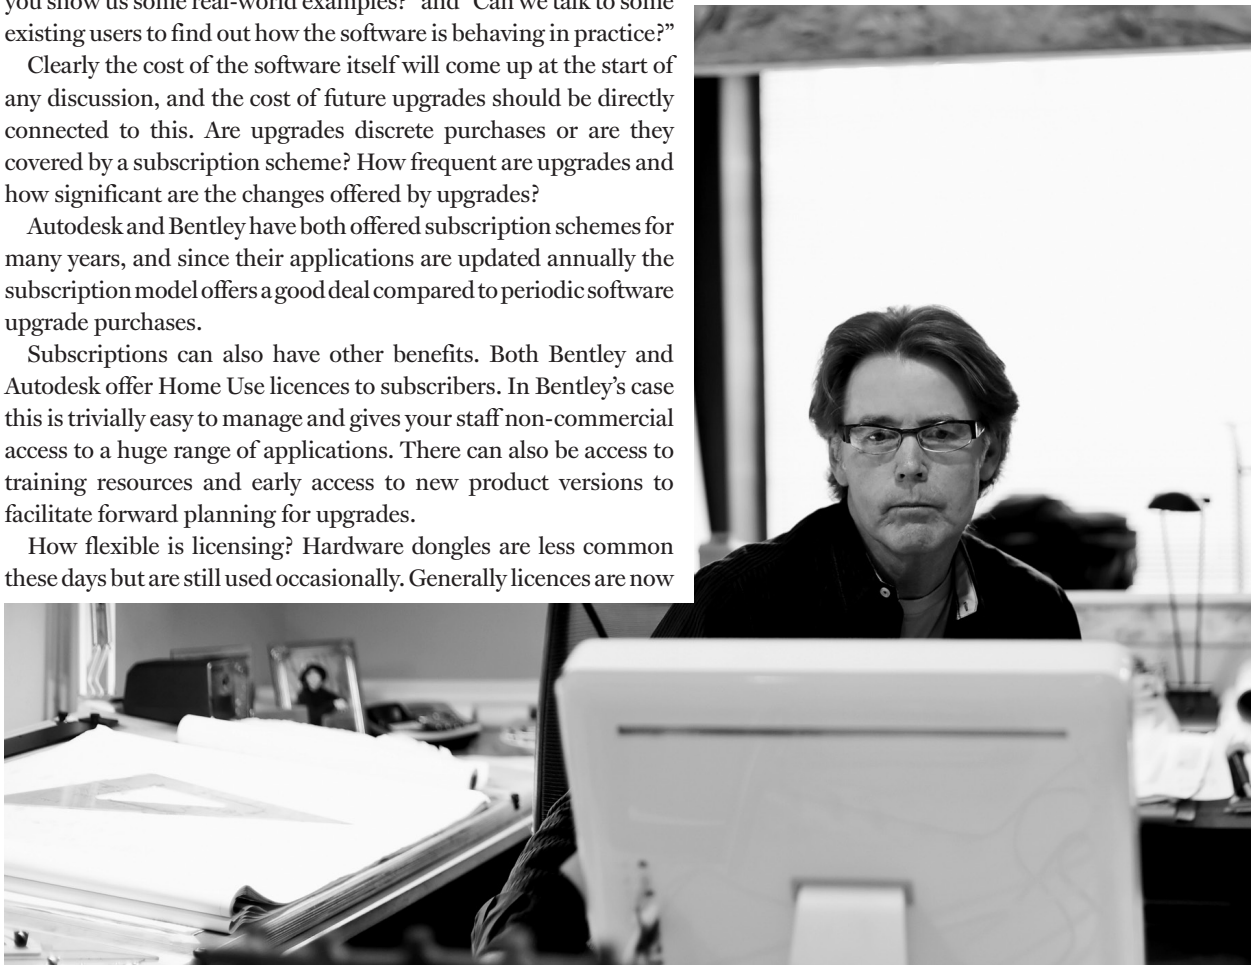 you show us some real-world examples?” and “Can we talk to some
existing users to find out how the software is behaving in practice?”
Clearly the cost of the software itself will come up at the start of
any discussion, and the cost of future upgrades should be directly
connected to this. Are upgrades discrete purchases or are they
covered by a subscription scheme? How frequent are upgrades and
how significant are the changes offered by upgrades?
Autodesk and Bentley have both offered subscription schemes for
many years, and since their applications are updated annually the
subscription model offers a good deal compared to periodic software
upgrade purchases.
Subscriptions can also have other benefits. Both Bentley and
Autodesk offer Home Use licences to subscribers. In Bentley’s case
this is trivially easy to manage and gives your staff non-commercial
access to a huge range of applications. There can also be access to
training resources and early access to new product versions to
facilitate forward planning for upgrades.
How flexible is licensing? Hardware dongles are less common
these days but are still used occasionally. Generally licences are now